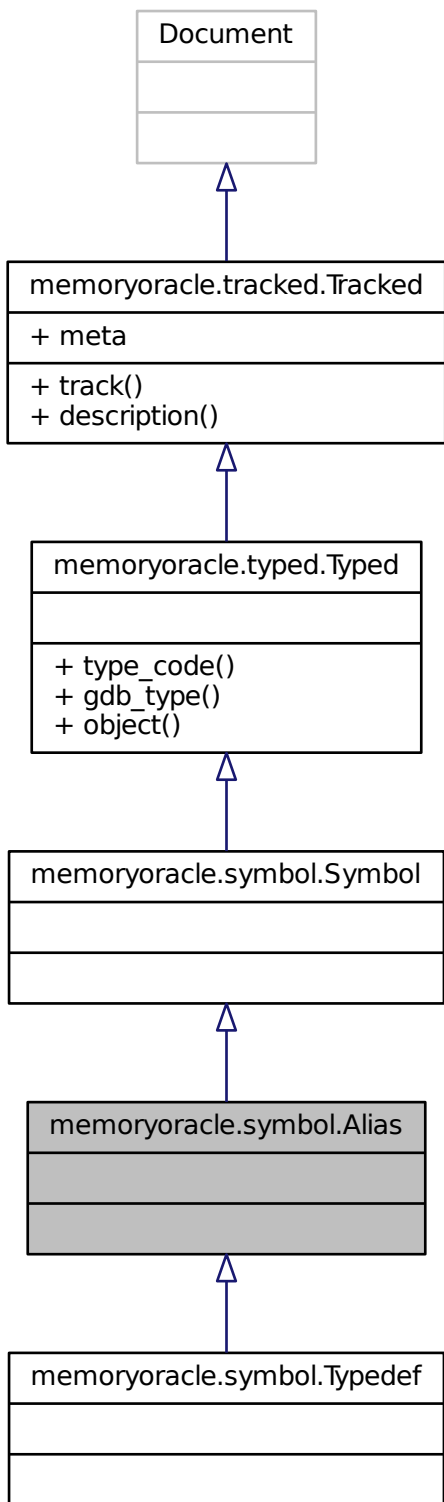 Document
memoryoracle.tracked.Tracked
+ meta
+ track()
+ description()
memoryoracle.typed.Typed
+ type_code()
+ gdb_type()
+ object()
memoryoracle.symbol.Symbol
memoryoracle.symbol.Alias
memoryoracle.symbol.Typedef